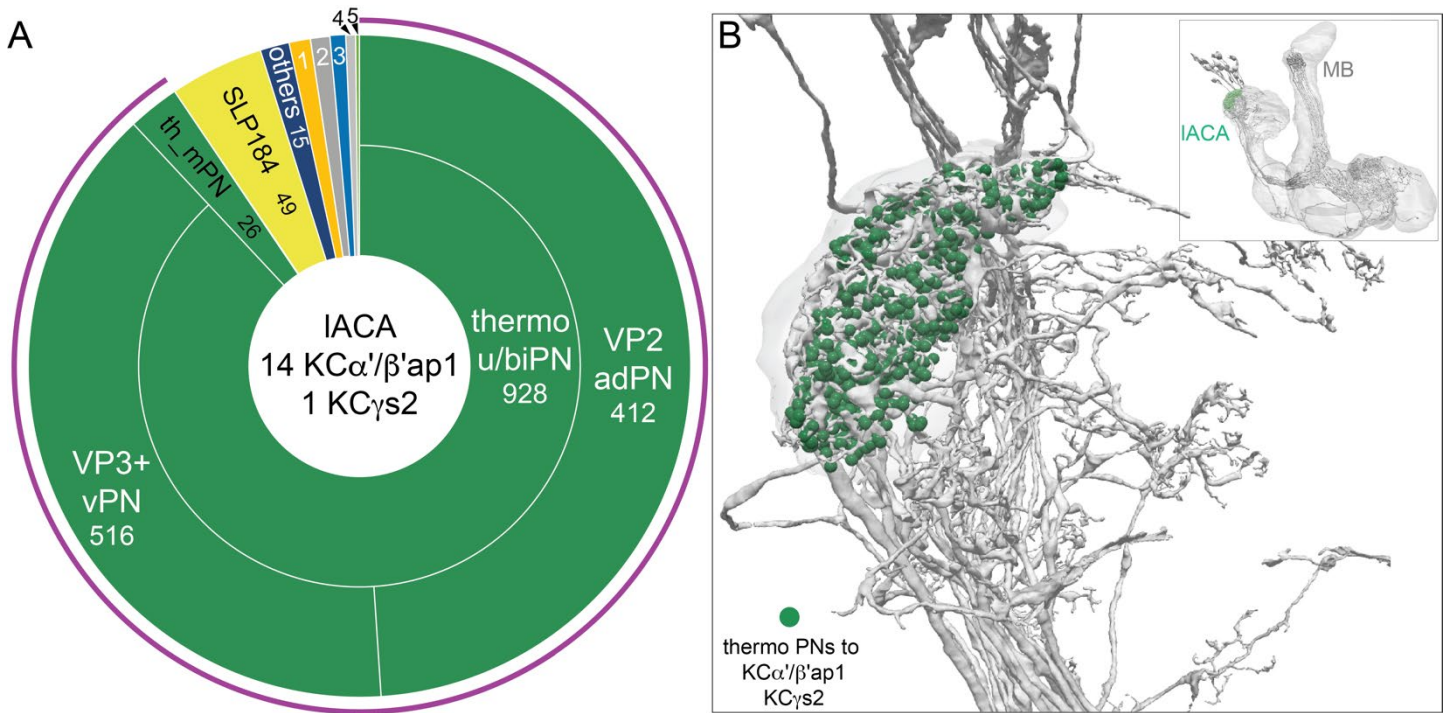 A
4
5
others 15
1
2
3
SLP184
49
th_mPN
26
lACA
14 KCα'/β'ap1
1 KCγs2
thermo
u/biPN
928
VP2
adPN
412
VP3+
vPN
516
B
MB
lACA
thermo PNs to
KCα'/β'ap1
KCγs2